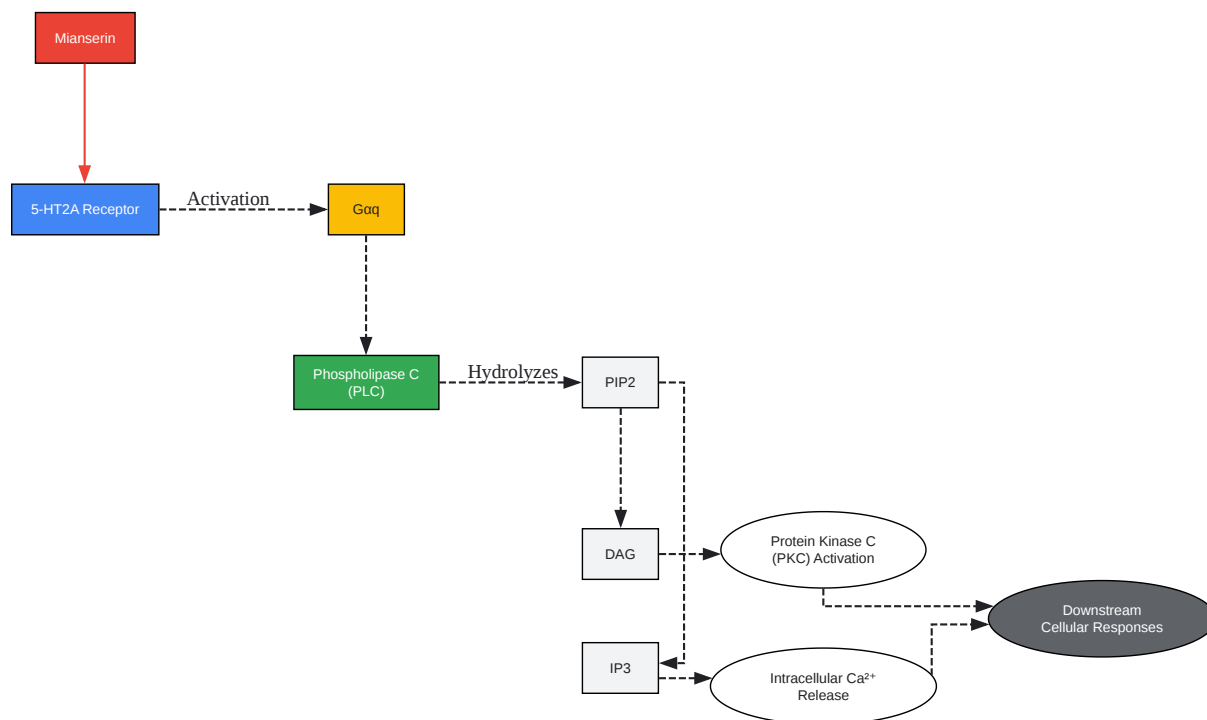 Mianserin
5-HT2A Receptor
Activation
Gαq
Phospholipase C
(PLC)
Hydrolyzes
PIP2
DAG
Protein Kinase C
(PKC) Activation
Downstream
Cellular Responses
IP3
Intracellular Ca²⁺
Release